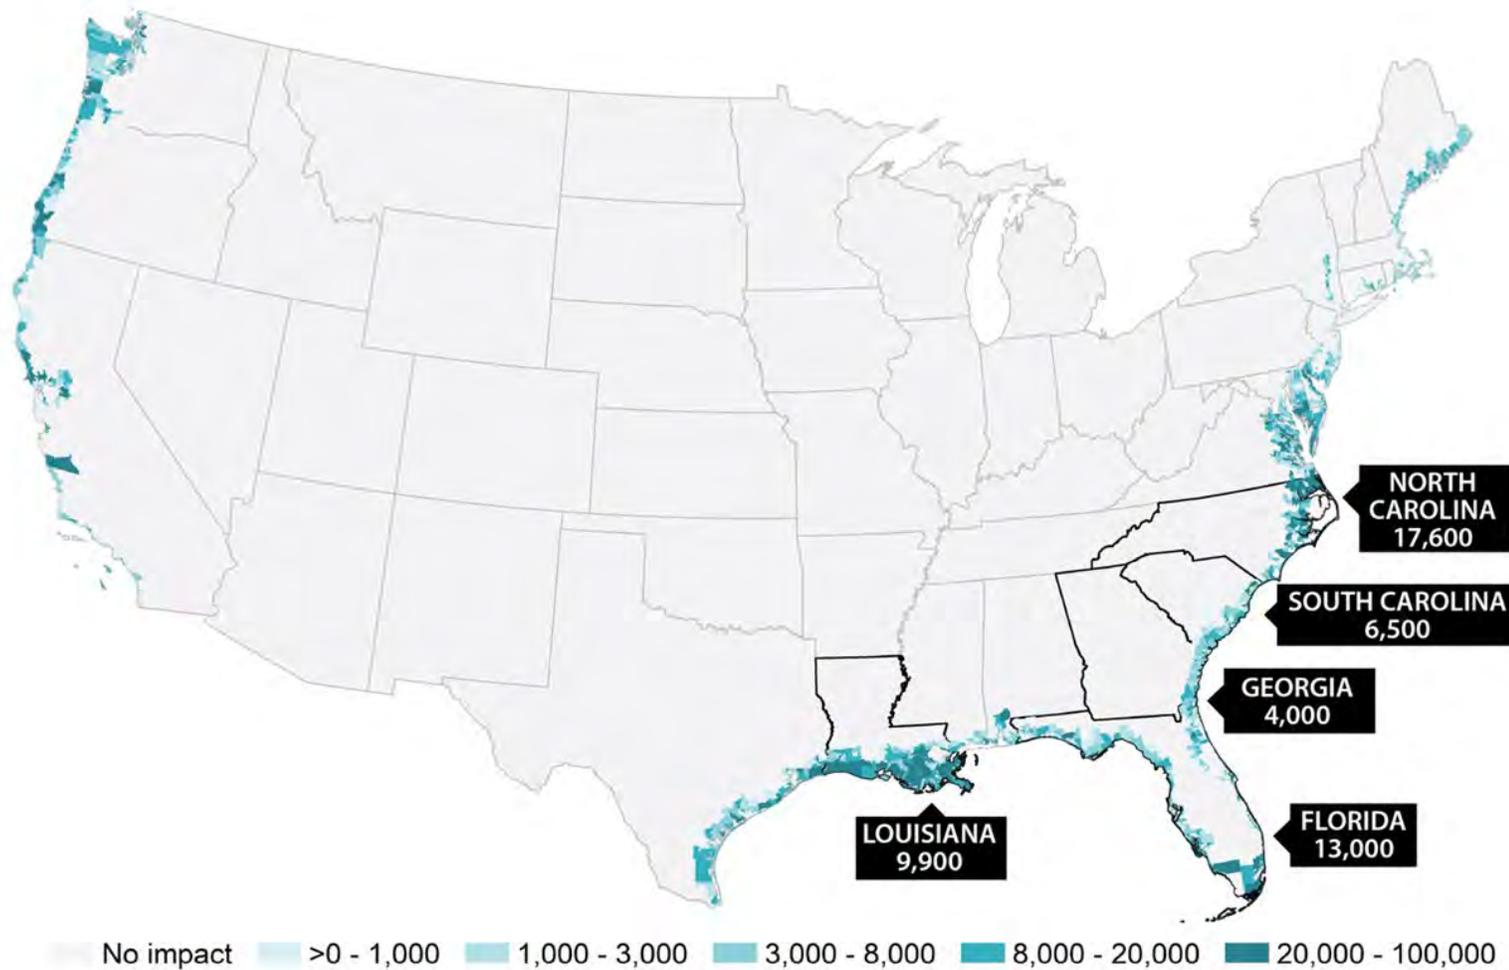 NORTH
CAROLINA
17,600
SOUTH CAROLINA
6,500
GEORGIA
4,000
FLORIDA
13,000
LOUISIANA
9,900
No impact >0 - 1,000 1,000 - 3,000 3,000 - 8,000 8,000 - 20,000 20,000 - 100,000